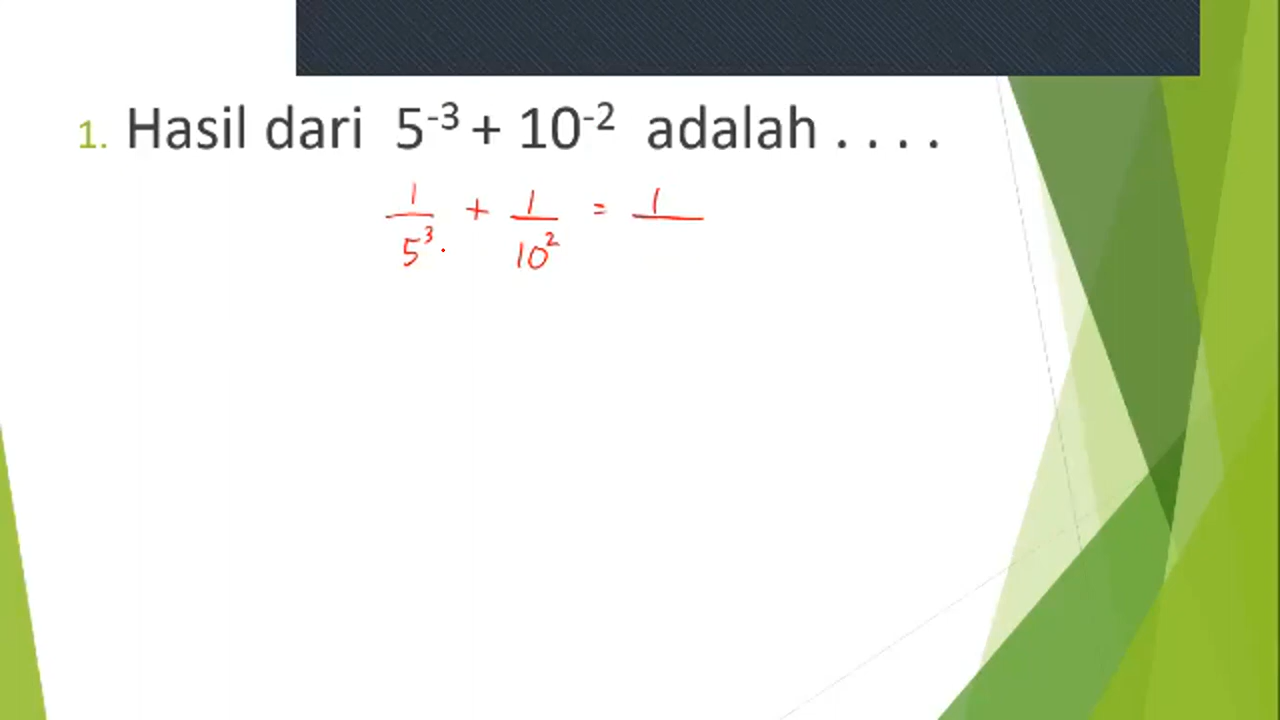 1. Hasil dari 5⁻³ + 10⁻² adalah . . . .
1/5³ + 1/10² = 1/